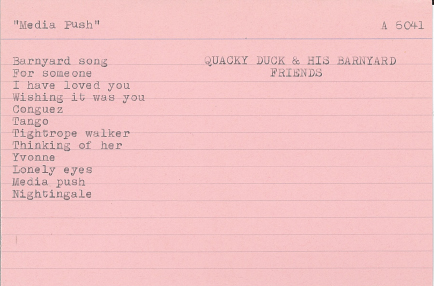 "Media Push" A 5041
Barnyard song QUACKY DUCK & HIS BARNYARD
For someone FRIENDS
I have loved you
Wishing it was you
Conguez
Tango
Tightrope walker
Thinking of her
Yvonne
Lonely eyes
Media push
Nightingale